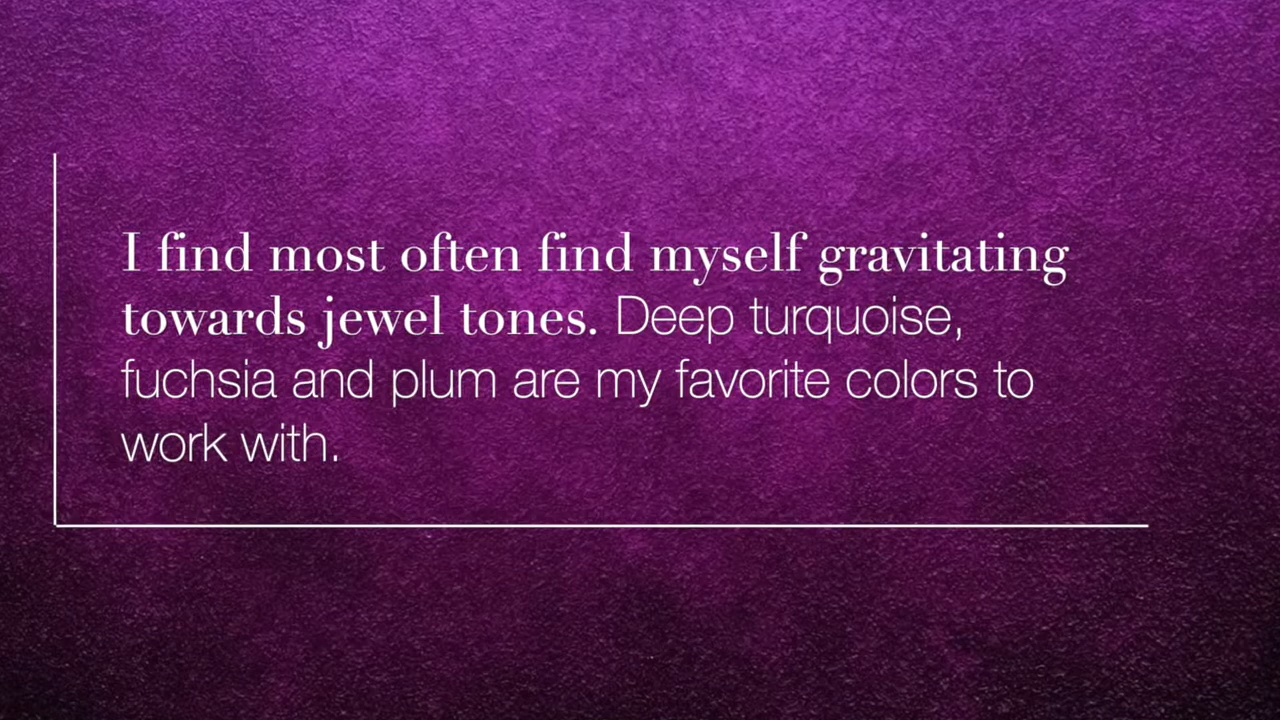 I find most often find myself gravitating
towards jewel tones. Deep turquoise,
fuchsia and plum are my favorite colors to
work with.